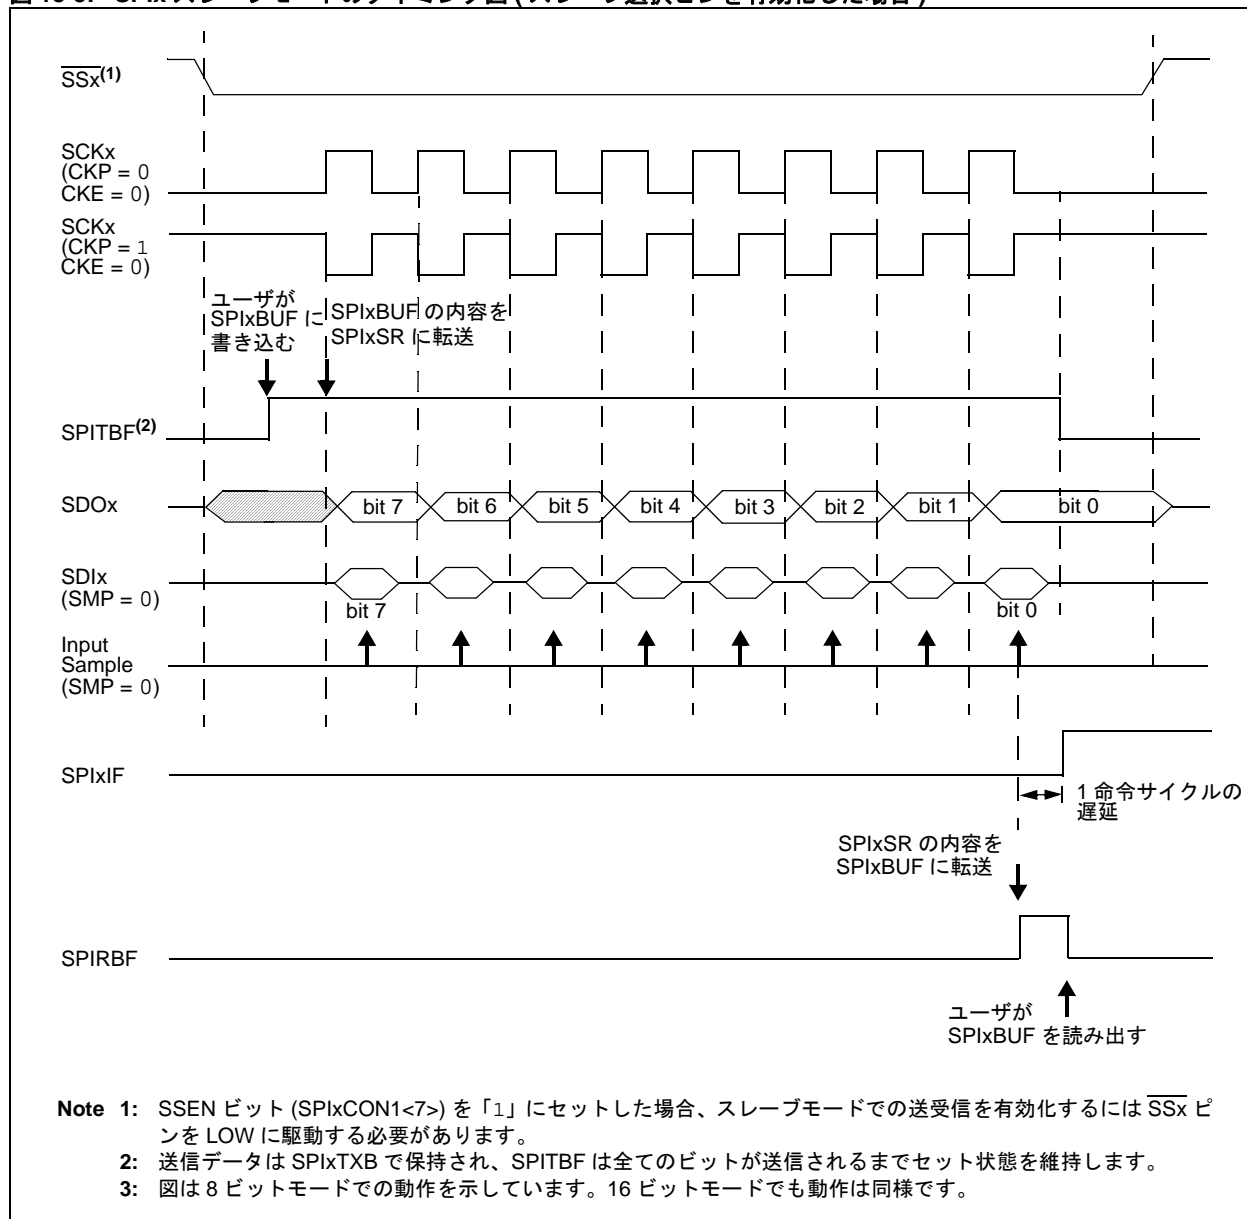 SSx(1)
SCKx
(CKP = 0
CKE = 0)
SCKx
(CKP = 1
CKE = 0)
ユーザが
SPIxBUF に
書き込む
SPIxBUF の内容を
SPIxSR に転送
SPITBF(2)
SDOx
bit 7
bit 6
bit 5
bit 4
bit 3
bit 2
bit 1
bit 0
SDIx
(SMP = 0)
bit 7
bit 0
Input
Sample
(SMP = 0)
SPIxIF
1 命令サイクルの
遅延
SPIxSR の内容を
SPIxBUF に転送
SPIRBF
ユーザが
SPIxBUF を読み出す
Note 1: SSEN ビット (SPIxCON1<7>) を「1」にセットした場合、スレーブモードでの送受信を有効化するには SSx ピ
ンを LOW に駆動する必要があります。
2: 送信データは SPIxTXB で保持され、SPITBF は全てのビットが送信されるまでセット状態を維持します。
3: 図は 8 ビットモードでの動作を示しています。16 ビットモードでも動作は同様です。